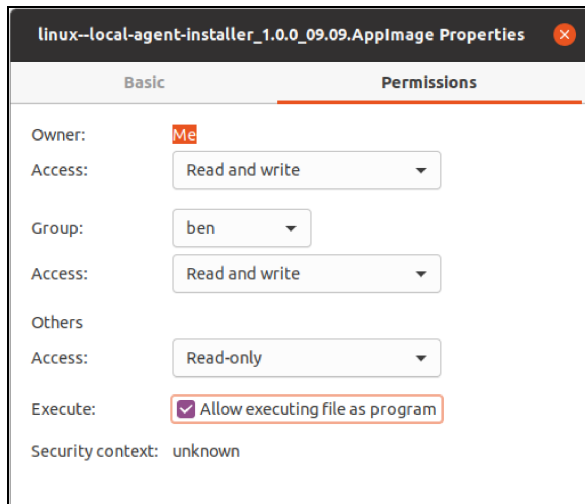 linux--local-agent-installer_1.0.0_09.09.AppImage Properties
Basic Permissions
Owner: Me
Access: Read and write
Group: ben
Access: Read and write
Others
Access: Read-only
Execute: Allow executing file as program
Security context: unknown